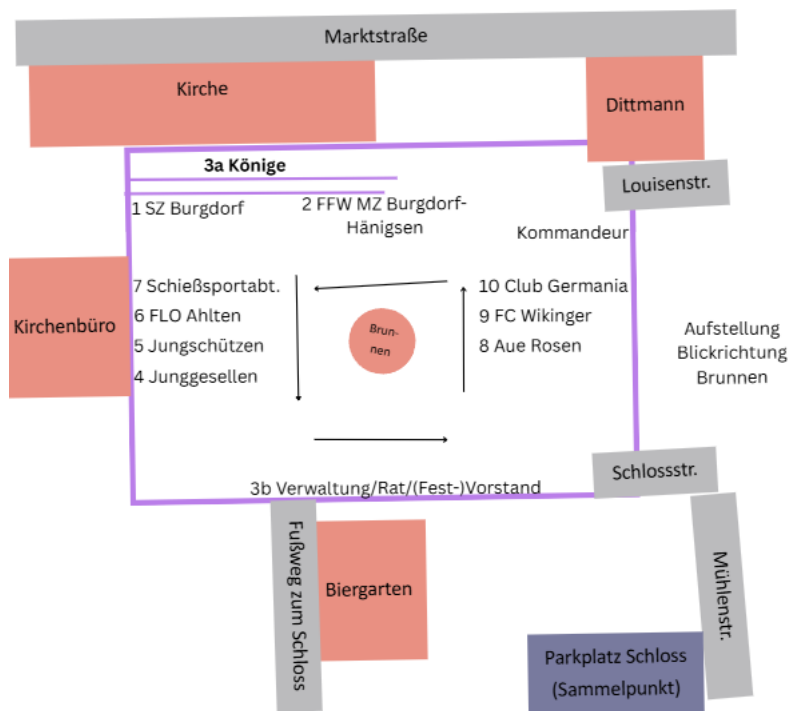 Marktstraße
Kirche
Dittmann
3a Könige
Louisenstr.
1 SZ Burgdorf
2 FFW MZ Burgdorf-
Hänigsen
Kommandeur
Kirchenbüro
7 Schießsportabt.
6 FLO Ahlten
5 Jungschützen
4 Junggesellen
Brun-
nen
10 Club Germania
9 FC Wikinger
8 Aue Rosen
Aufstellung
Blickrichtung
Brunnen
3b Verwaltung/Rat/(Fest-)Vorstand
Schlossstr.
Fußweg zum Schloss
Biergarten
Mühlenstr.
Parkplatz Schloss
(Sammelpunkt)